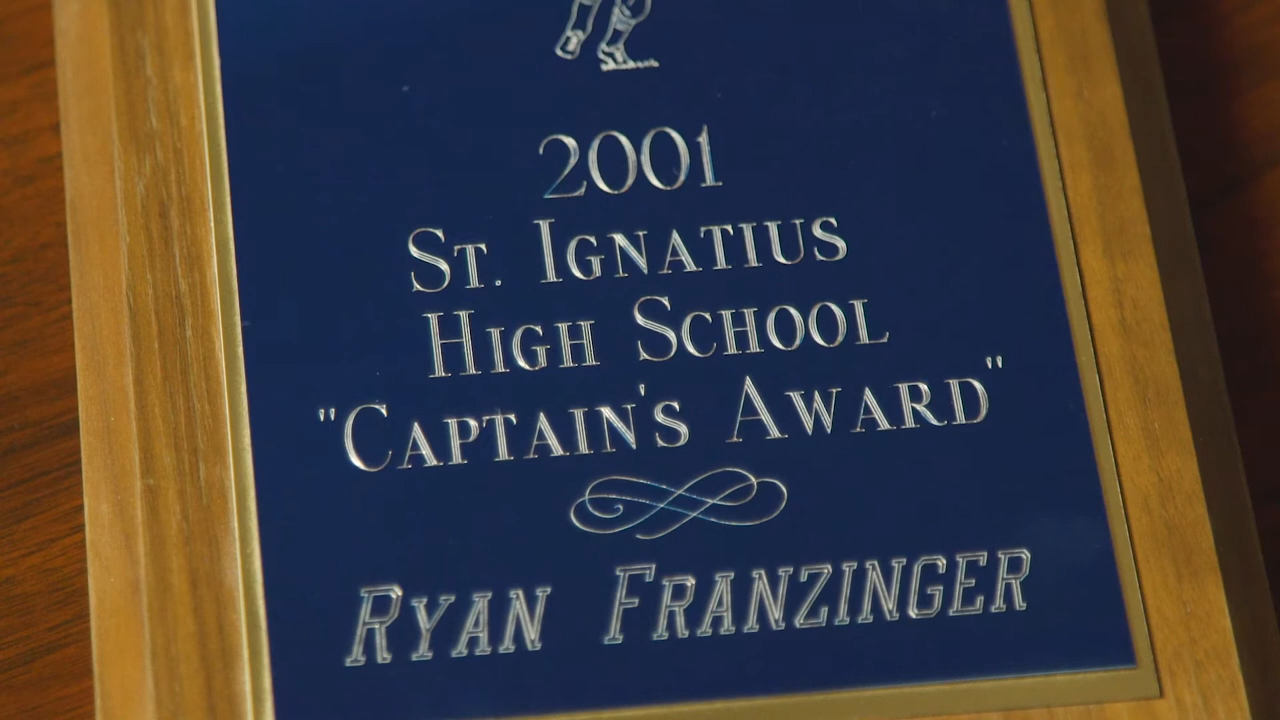 2001
St. Ignatius
High School
"Captain's Award"
Ryan Franzinger